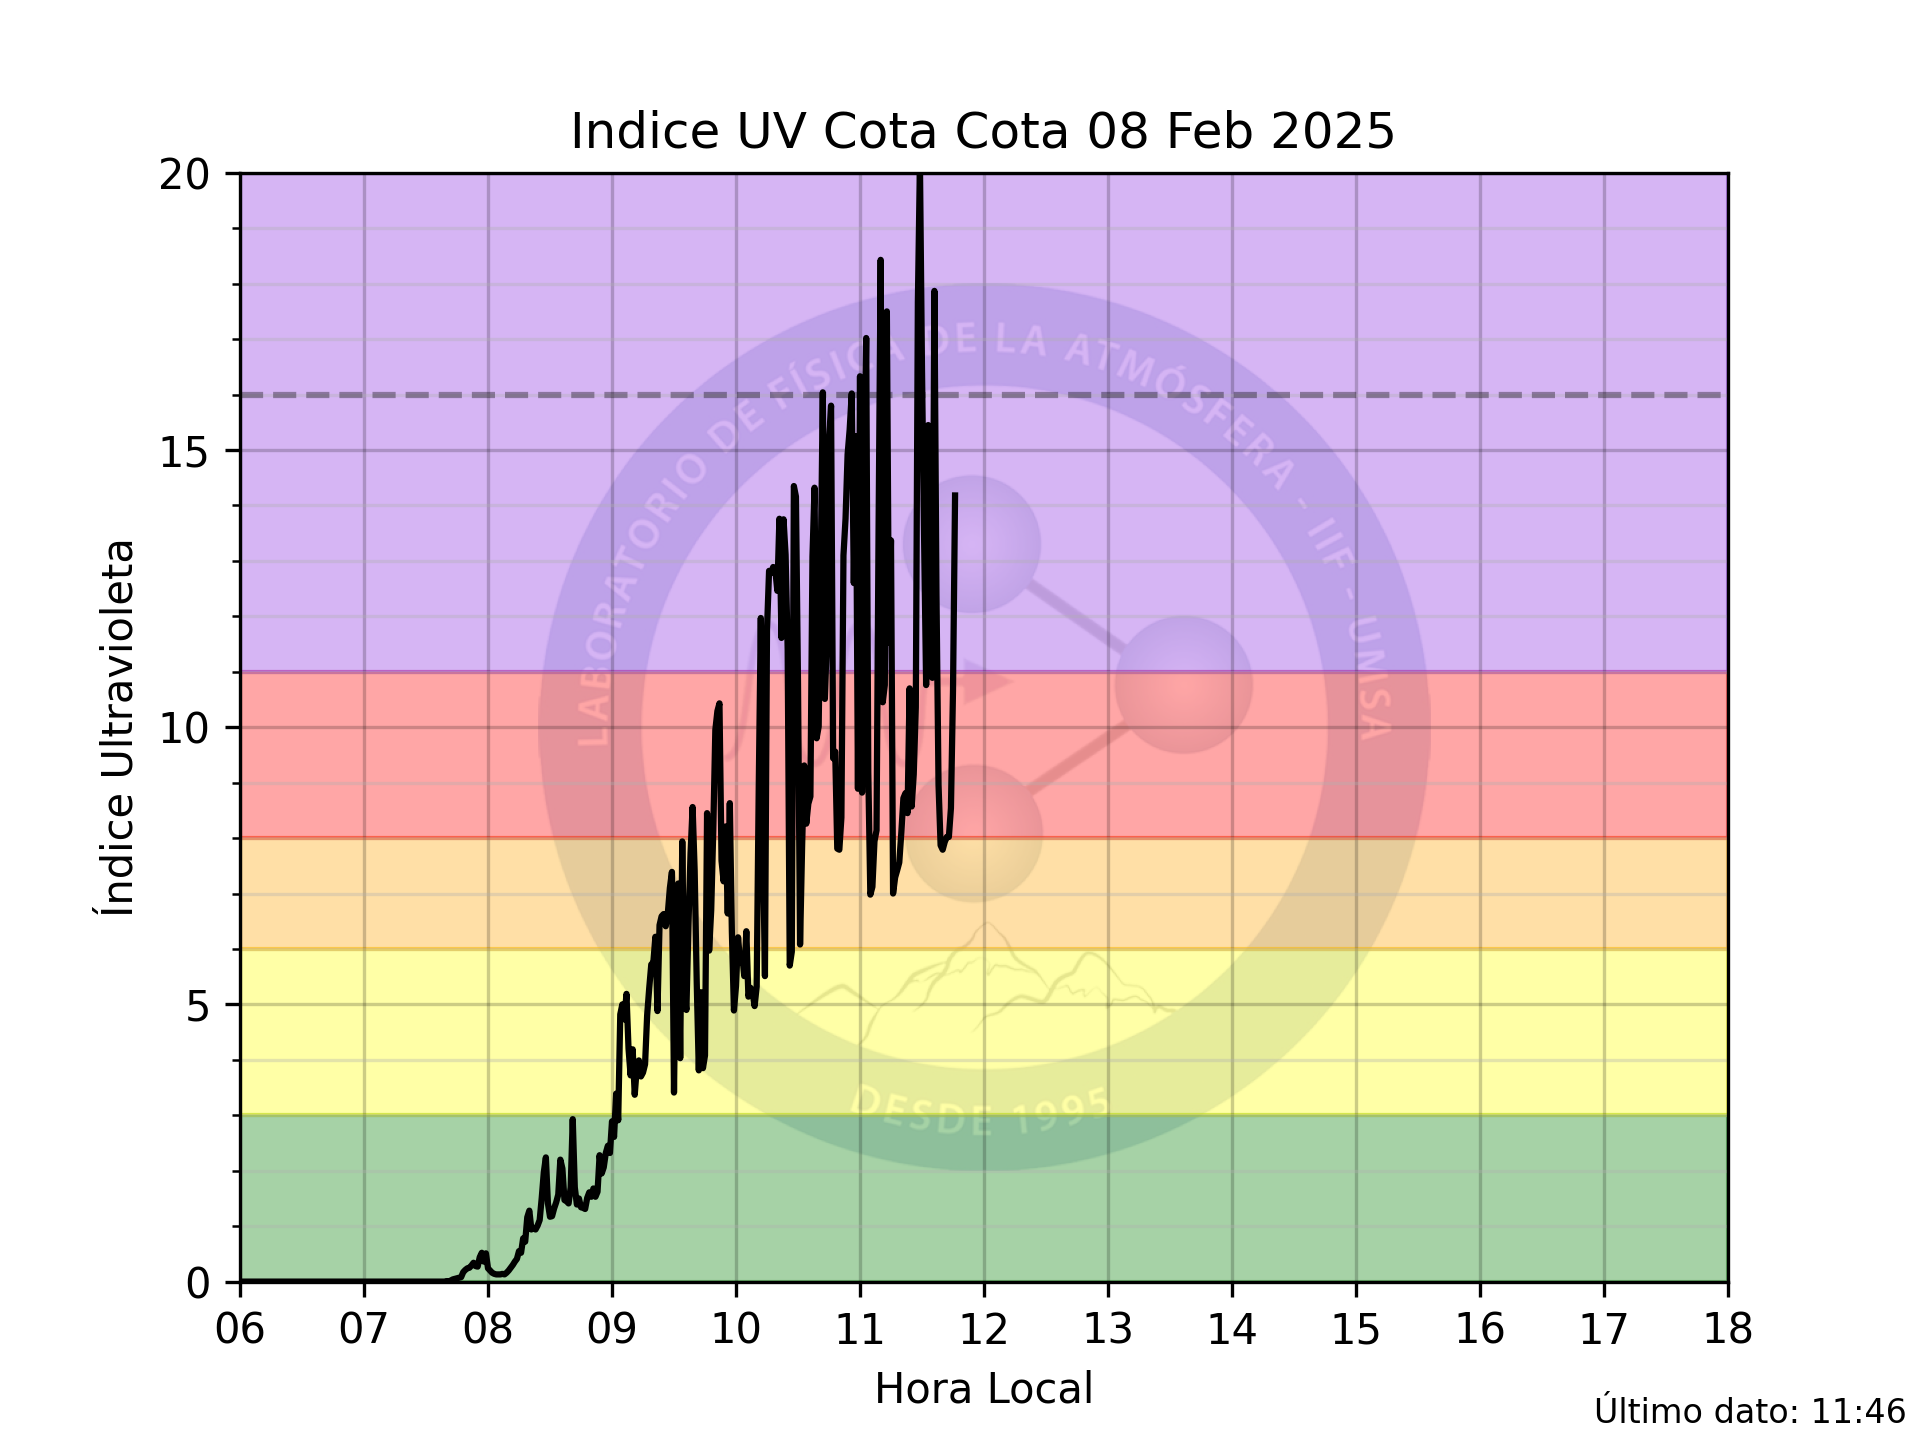 Indice UV Cota Cota 08 Feb 2025
20
15
10
5
0
Índice Ultravioleta
LABORATORIO DE FÍSICA DE LA ATMÓSFERA - IIF - UMSA
DESDE 1995
06 07 08 09 10 11 12 13 14 15 16 17 18
Hora Local
Último dato: 11:46